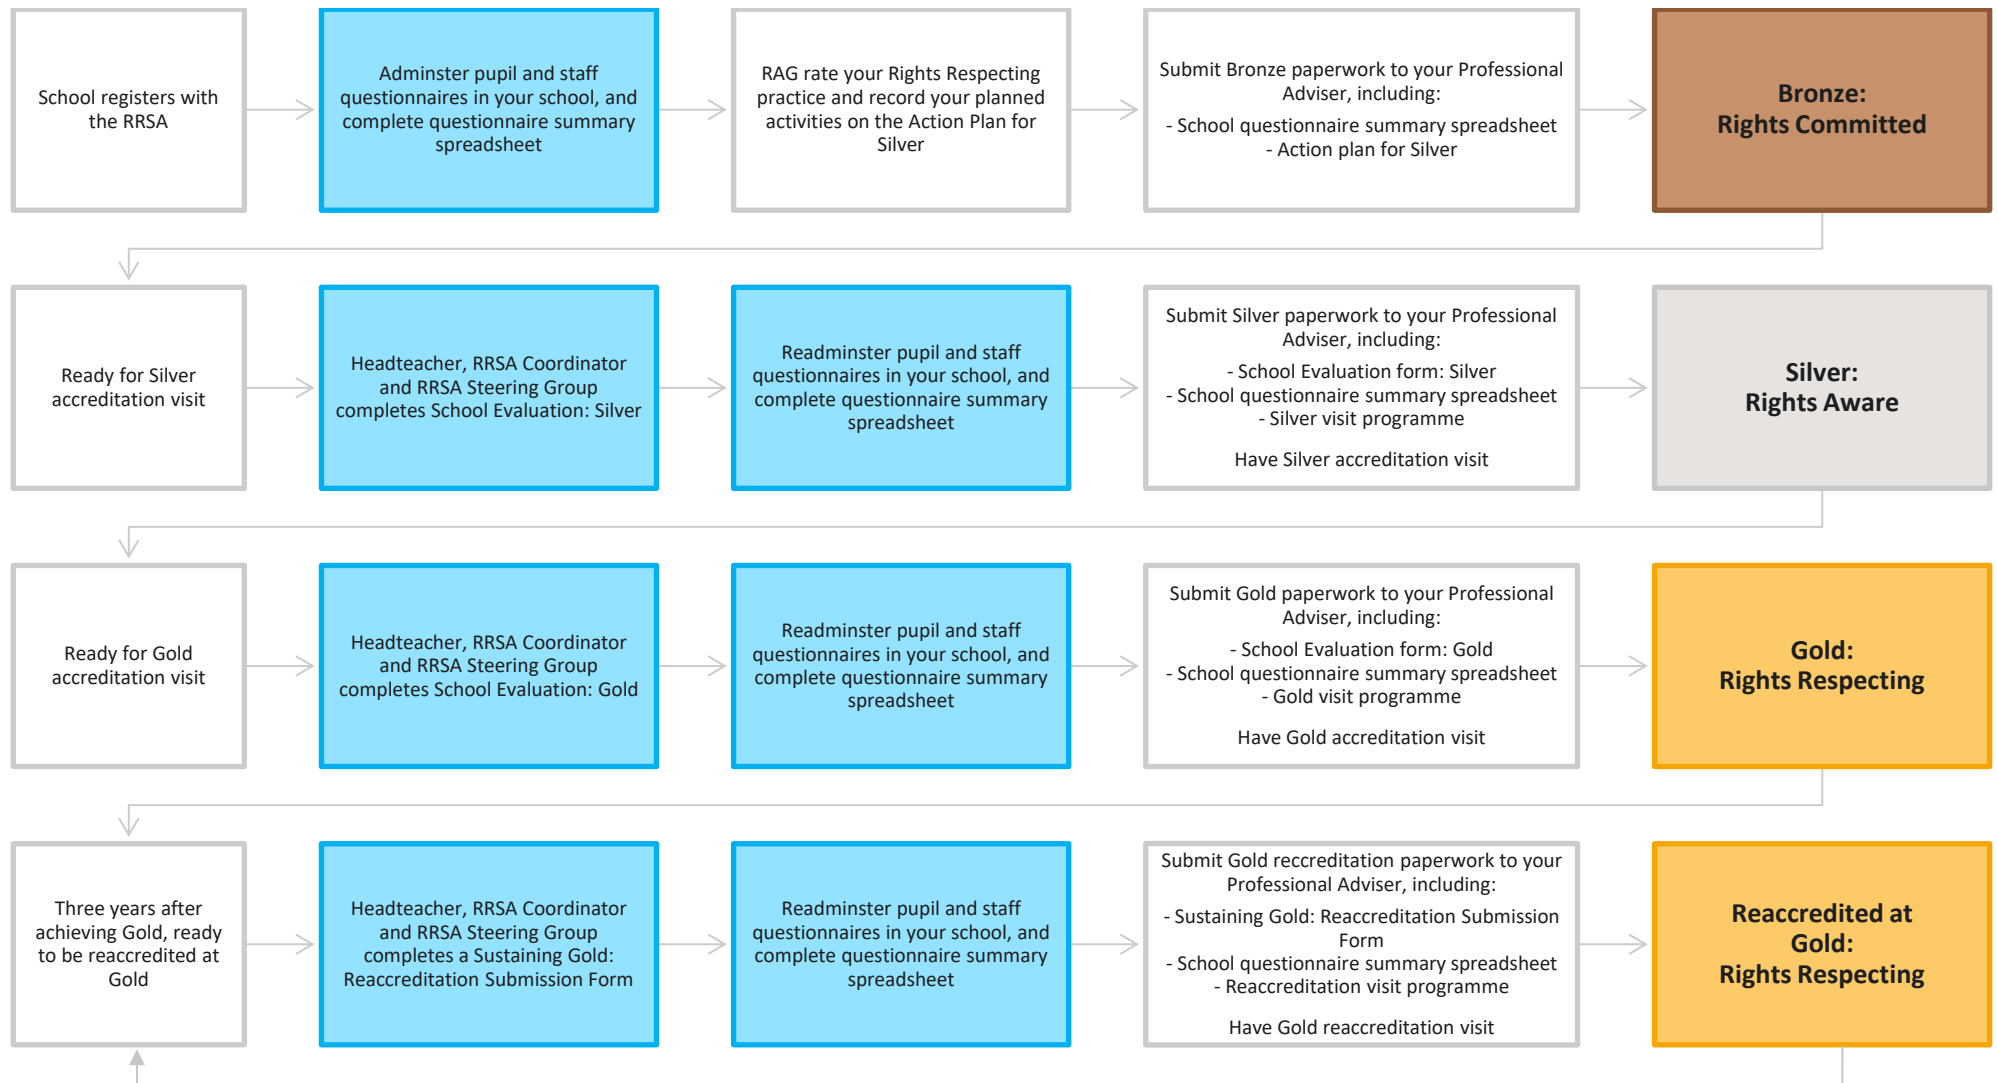 School registers with
the RRSA
Adminster pupil and staff
questionnaires in your school, and
complete questionnaire summary
spreadsheet
RAG rate your Rights Respecting
practice and record your planned
activities on the Action Plan for
Silver
Submit Bronze paperwork to your Professional
Adviser, including:
- School questionnaire summary spreadsheet
- Action plan for Silver
Bronze:
Rights Committed
Ready for Silver
accreditation visit
Headteacher, RRSA Coordinator
and RRSA Steering Group
completes School Evaluation: Silver
Readminster pupil and staff
questionnaires in your school, and
complete questionnaire summary
spreadsheet
Submit Silver paperwork to your Professional
Adviser, including:
- School Evaluation form: Silver
- School questionnaire summary spreadsheet
- Silver visit programme
Have Silver accreditation visit
Silver:
Rights Aware
Ready for Gold
accreditation visit
Headteacher, RRSA Coordinator
and RRSA Steering Group
completes School Evaluation: Gold
Readminster pupil and staff
questionnaires in your school, and
complete questionnaire summary
spreadsheet
Submit Gold paperwork to your Professional
Adviser, including:
- School Evaluation form: Gold
- School questionnaire summary spreadsheet
- Gold visit programme
Have Gold accreditation visit
Gold:
Rights Respecting
Three years after
achieving Gold, ready
to be reaccredited at
Gold
Headteacher, RRSA Coordinator
and RRSA Steering Group
completes a Sustaining Gold:
Reaccreditation Submission Form
Readminster pupil and staff
questionnaires in your school, and
complete questionnaire summary
spreadsheet
Submit Gold reccreditation paperwork to your
Professional Adviser, including:
- Sustaining Gold: Reaccreditation Submission
Form
- School questionnaire summary spreadsheet
- Reaccreditation visit programme
Have Gold reaccreditation visit
Reaccredited at
Gold:
Rights Respecting